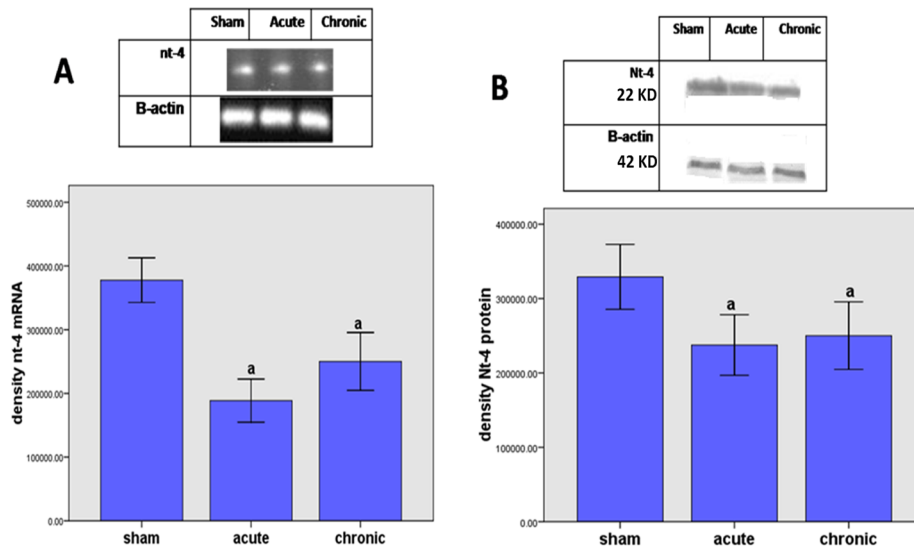 A
Sham Acute Chronic
nt-4
B-actin
500000.00
400000.00
300000.00
200000.00
100000.00
0.00
density nt-4 mRNA
a
a
sham acute chronic
B
Sham Acute Chronic
Nt-4
22 KD
B-actin
42 KD
400000.00
300000.00
200000.00
100000.00
0.00
density Nt-4 protein
a
a
sham acute chronic